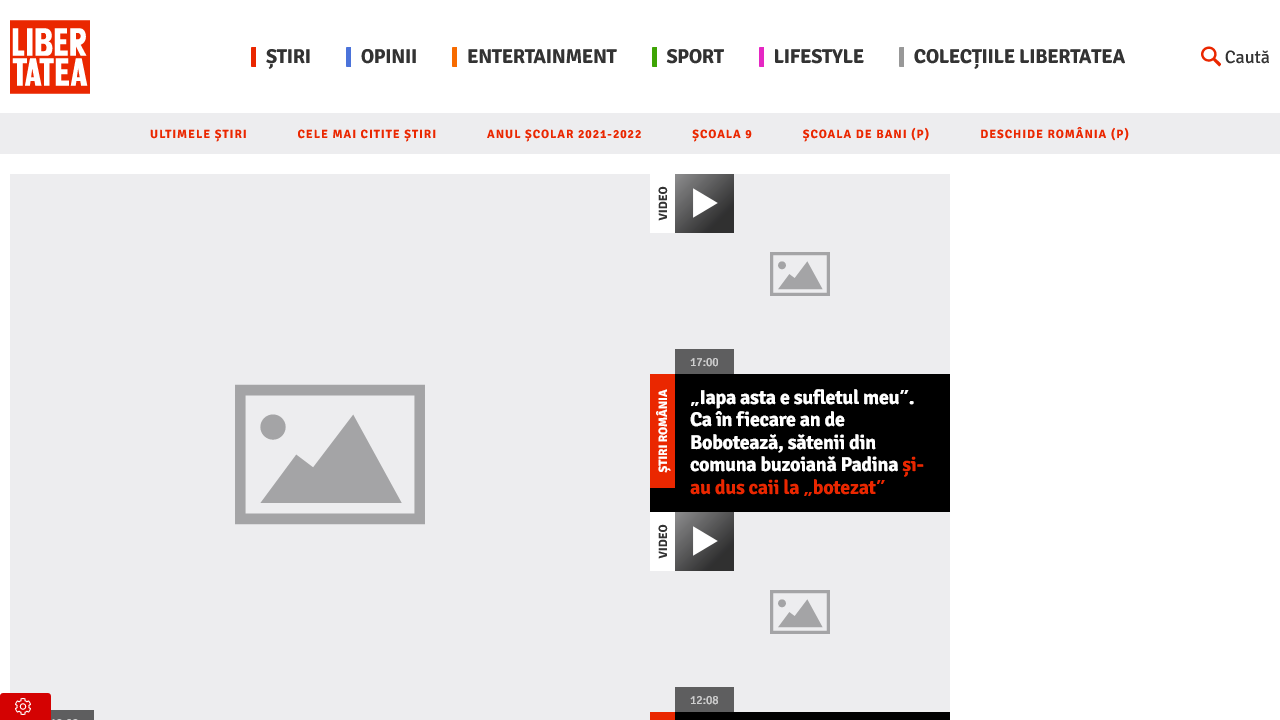 LIBER
TATEA
ȘTIRI
OPINII
ENTERTAINMENT
SPORT
LIFESTYLE
COLECȚIILE LIBERTATEA
Caută
ULTIMELE ȘTIRI
CELE MAI CITITE ȘTIRI
ANUL ȘCOLAR 2021-2022
ȘCOALA 9
ȘCOALA DE BANI (P)
DESCHIDE ROMÂNIA (P)
VIDEO
17:00
ȘTIRI ROMÂNIA
„Iapa asta e sufletul meu”.
Ca în fiecare an de
Bobotează, sătenii din
comuna buzoiană Padina și-
au dus caii la „botezat”
VIDEO
12:08